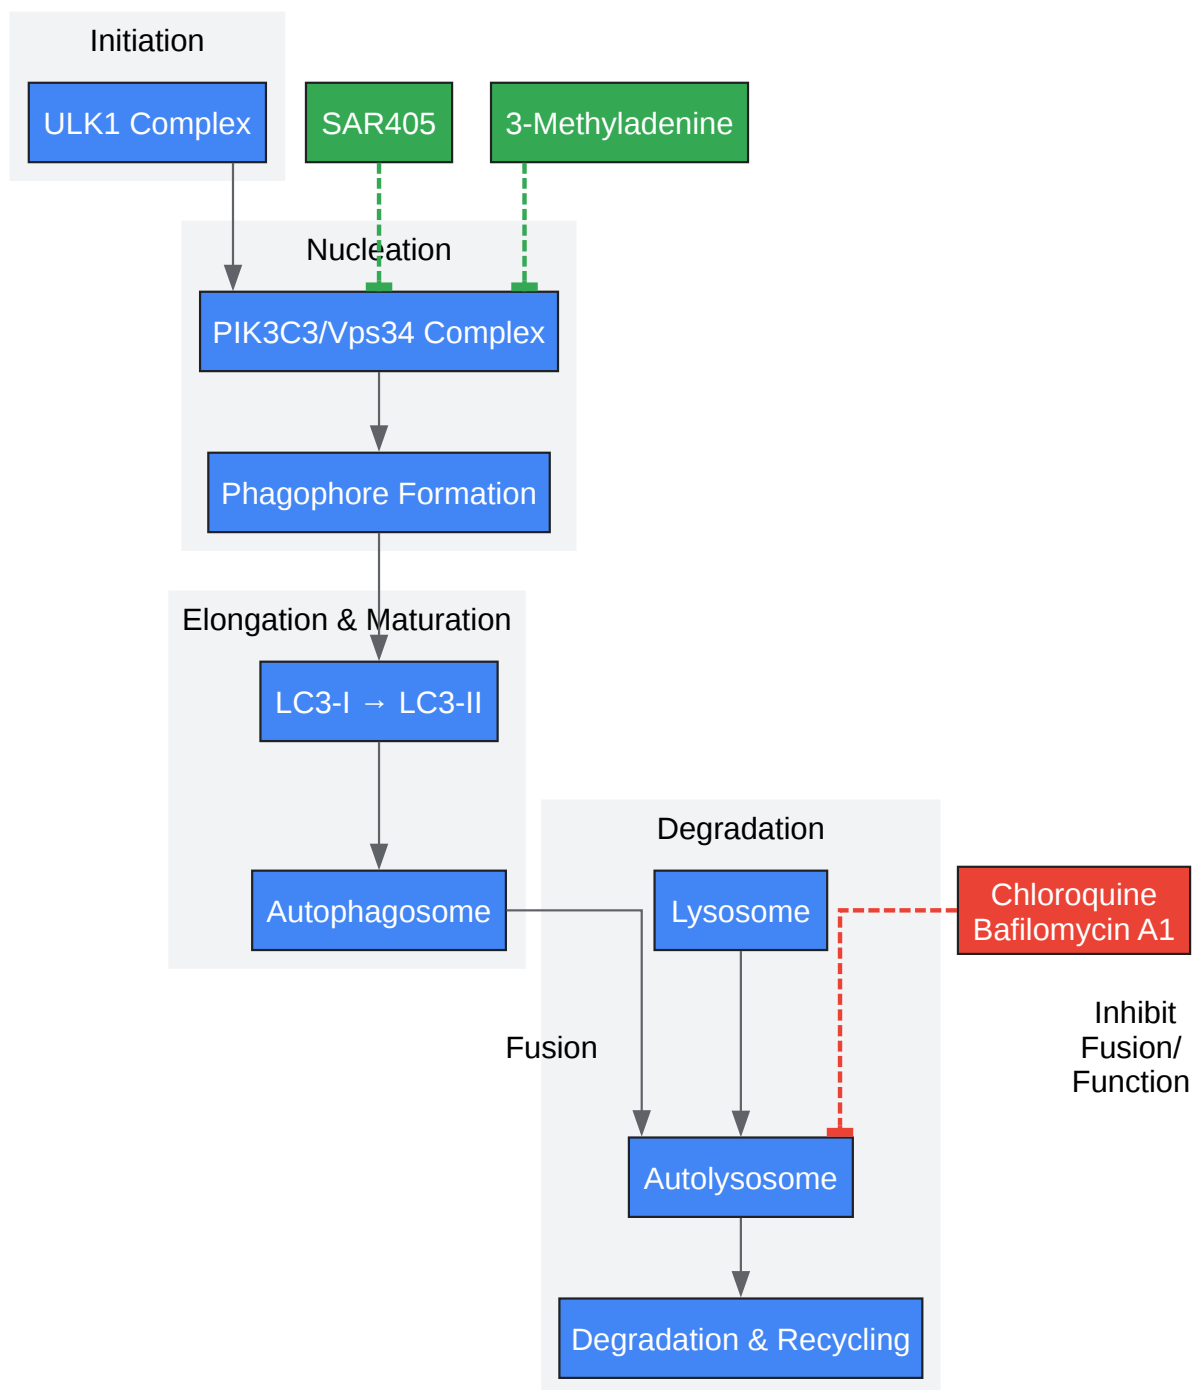 Initiation
ULK1 Complex
SAR405
3-Methyladenine
Nucleation
PIK3C3/Vps34 Complex
Phagophore Formation
Elongation & Maturation
LC3-I → LC3-II
Autophagosome
Degradation
Lysosome
Chloroquine
Bafilomycin A1
Fusion
Inhibit
Fusion/
Function
Autolysosome
Degradation & Recycling